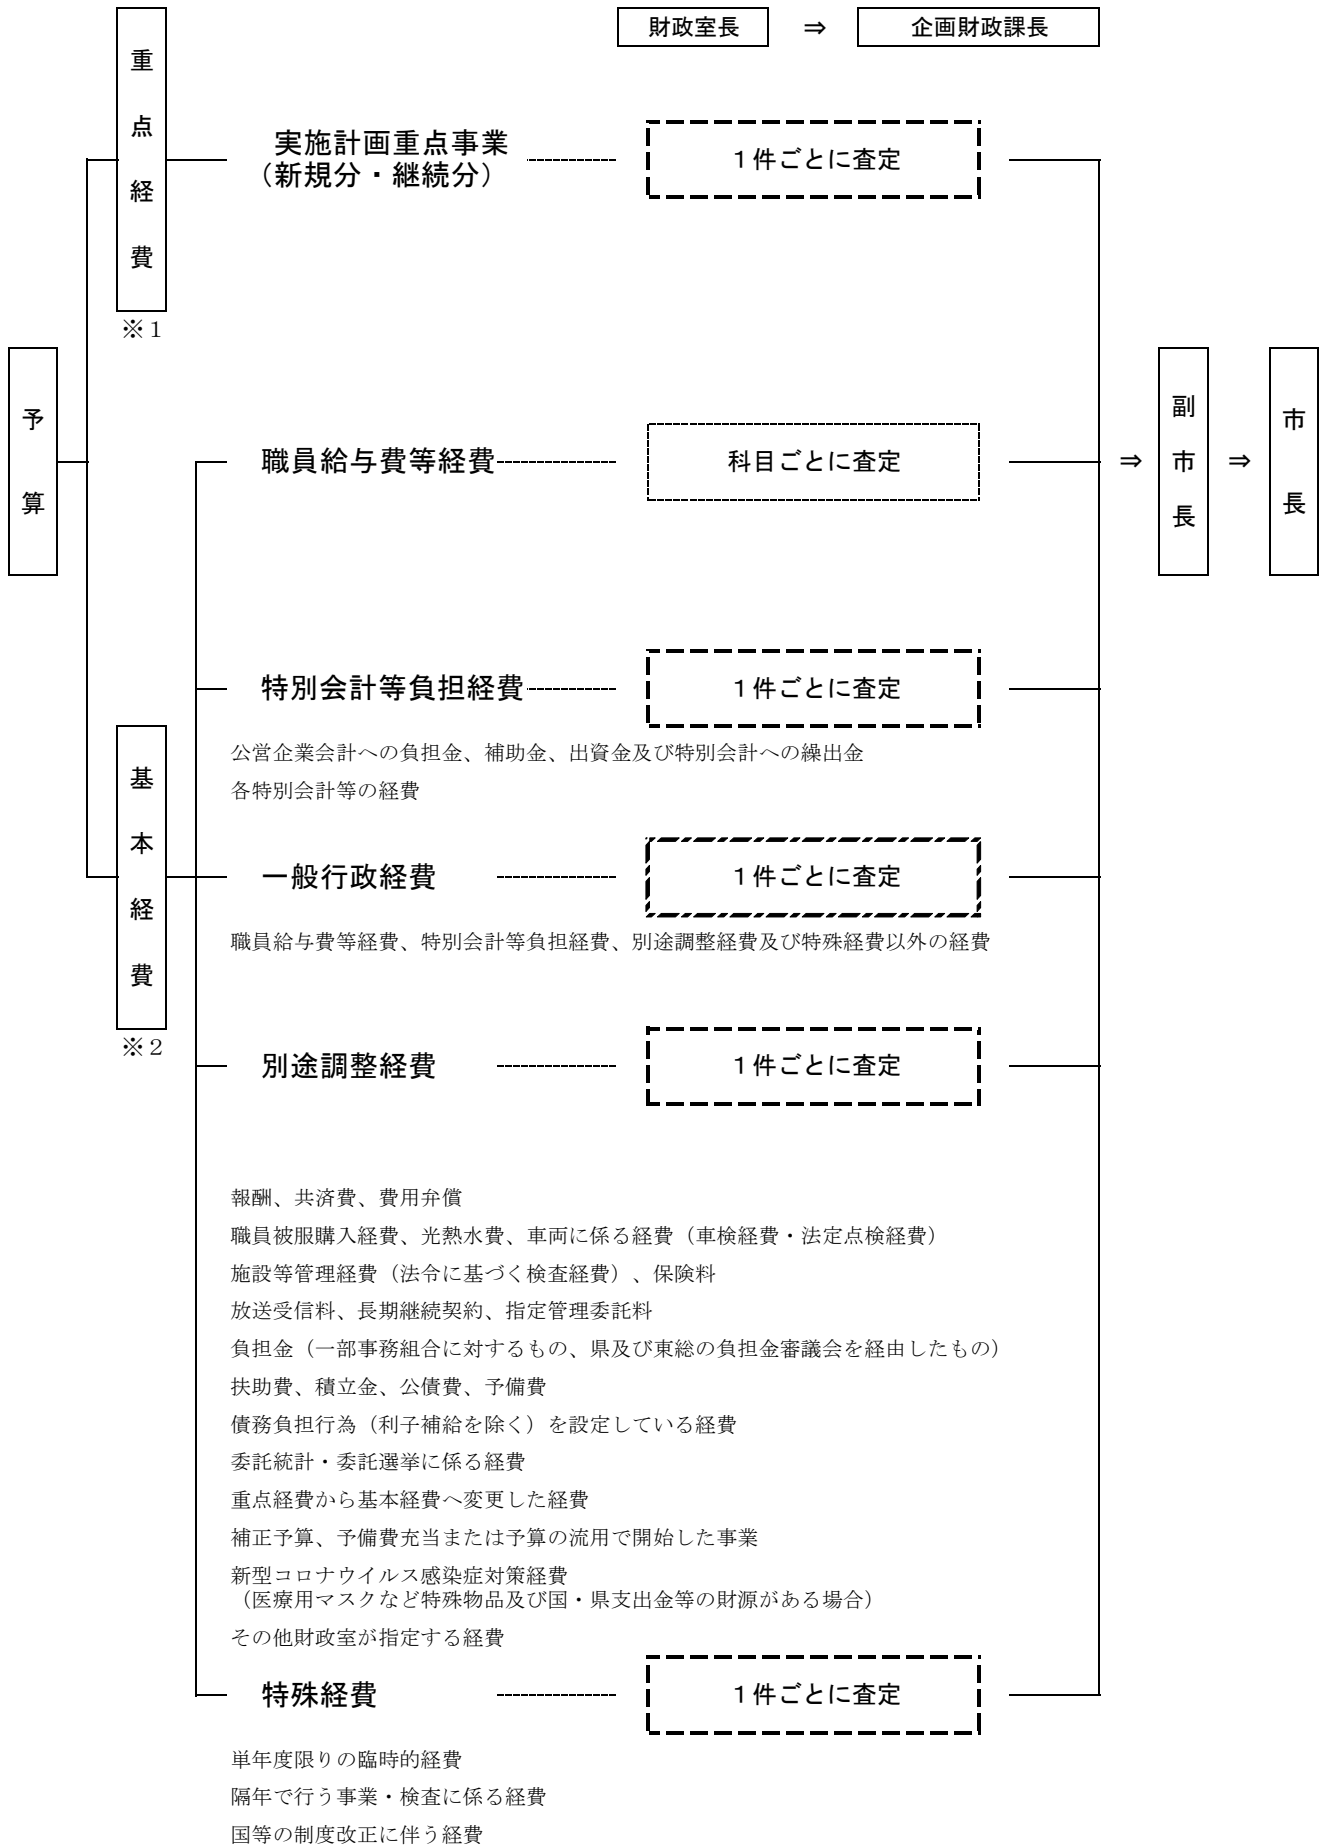 財政室長 ⇒ 企画財政課長
重点経費
※１
実施計画重点事業
（新規分・継続分）
１件ごとに査定
予算
職員給与費等経費
科目ごとに査定
⇒ 副市長 ⇒ 市長
特別会計等負担経費
１件ごとに査定
公営企業会計への負担金、補助金、出資金及び特別会計への繰出金
各特別会計等の経費
基本経費
※２
一般行政経費
１件ごとに査定
職員給与費等経費、特別会計等負担経費、別途調整経費及び特殊経費以外の経費
別途調整経費
１件ごとに査定
報酬、共済費、費用弁償
職員被服購入経費、光熱水費、車両に係る経費（車検経費・法定点検経費）
施設等管理経費（法令に基づく検査経費）、保険料
放送受信料、長期継続契約、指定管理委託料
負担金（一部事務組合に対するもの、県及び東総の負担金審議会を経由したもの）
扶助費、積立金、公債費、予備費
債務負担行為（利子補給を除く）を設定している経費
委託統計・委託選挙に係る経費
重点経費から基本経費へ変更した経費
補正予算、予備費充当または予算の流用で開始した事業
新型コロナウイルス感染症対策経費
（医療用マスクなど特殊物品及び国・県支出金等の財源がある場合）
その他財政室が指定する経費
特殊経費
１件ごとに査定
単年度限りの臨時的経費
隔年で行う事業・検査に係る経費
国等の制度改正に伴う経費